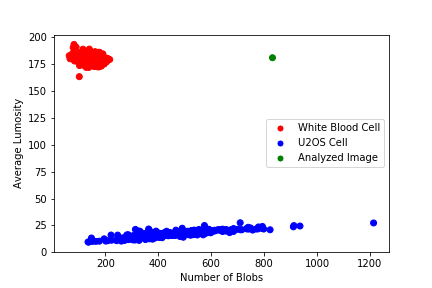 200
175
150
125
100
75
50
25
0
Average Lumosity
White Blood Cell
U2OS Cell
Analyzed Image
200 400 600 800 1000 1200
Number of Blobs